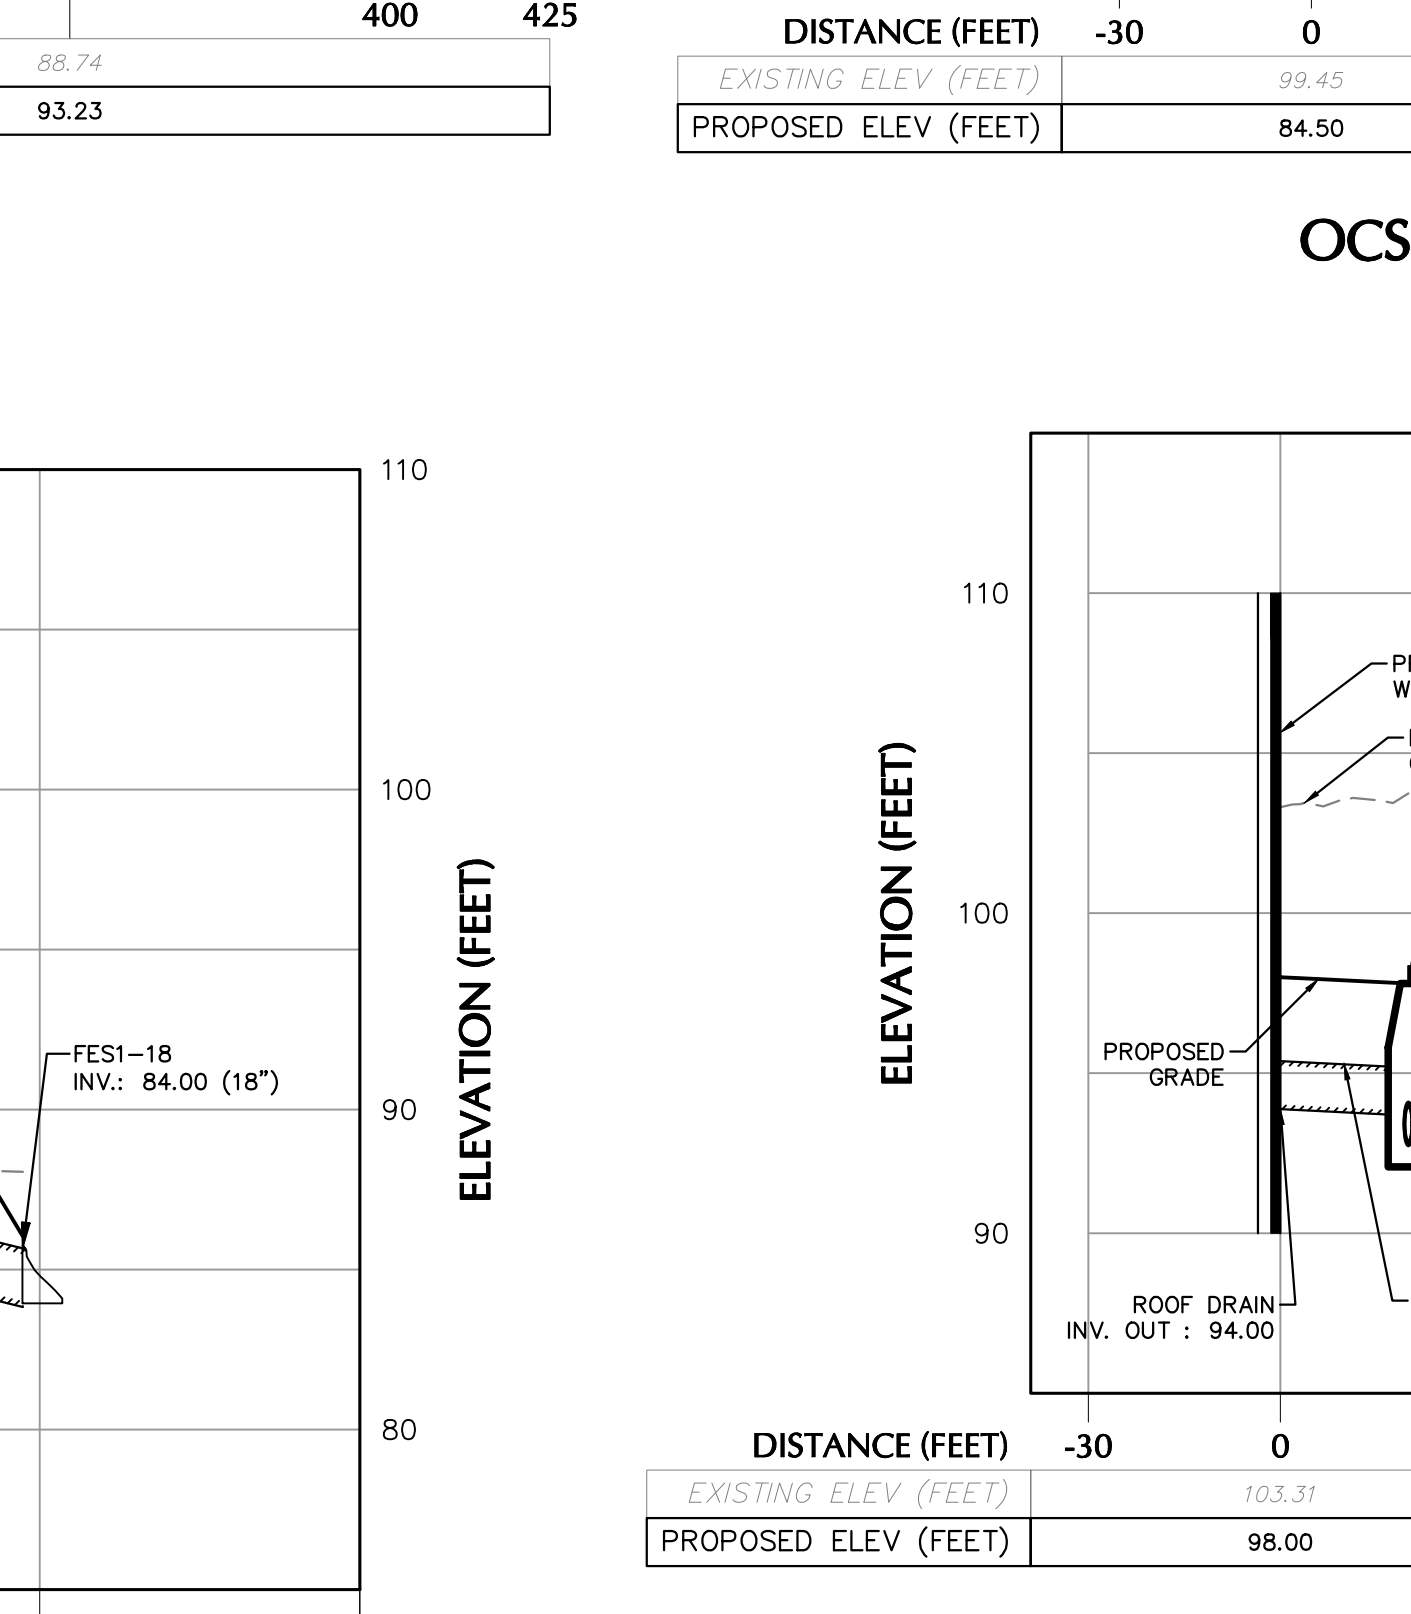 400 425
88.74
93.23
DISTANCE (FEET) -30 0
EXISTING ELEV (FEET) 99.45
PROPOSED ELEV (FEET) 84.50
OCS
110
100
90
80
ELEVATION (FEET)
FES1-18
INV.: 84.00 (18")
110
100
90
ELEVATION (FEET)
PROPOSED
GRADE
ROOF DRAIN
INV. OUT : 94.00
DISTANCE (FEET) -30 0
EXISTING ELEV (FEET) 103.31
PROPOSED ELEV (FEET) 98.00